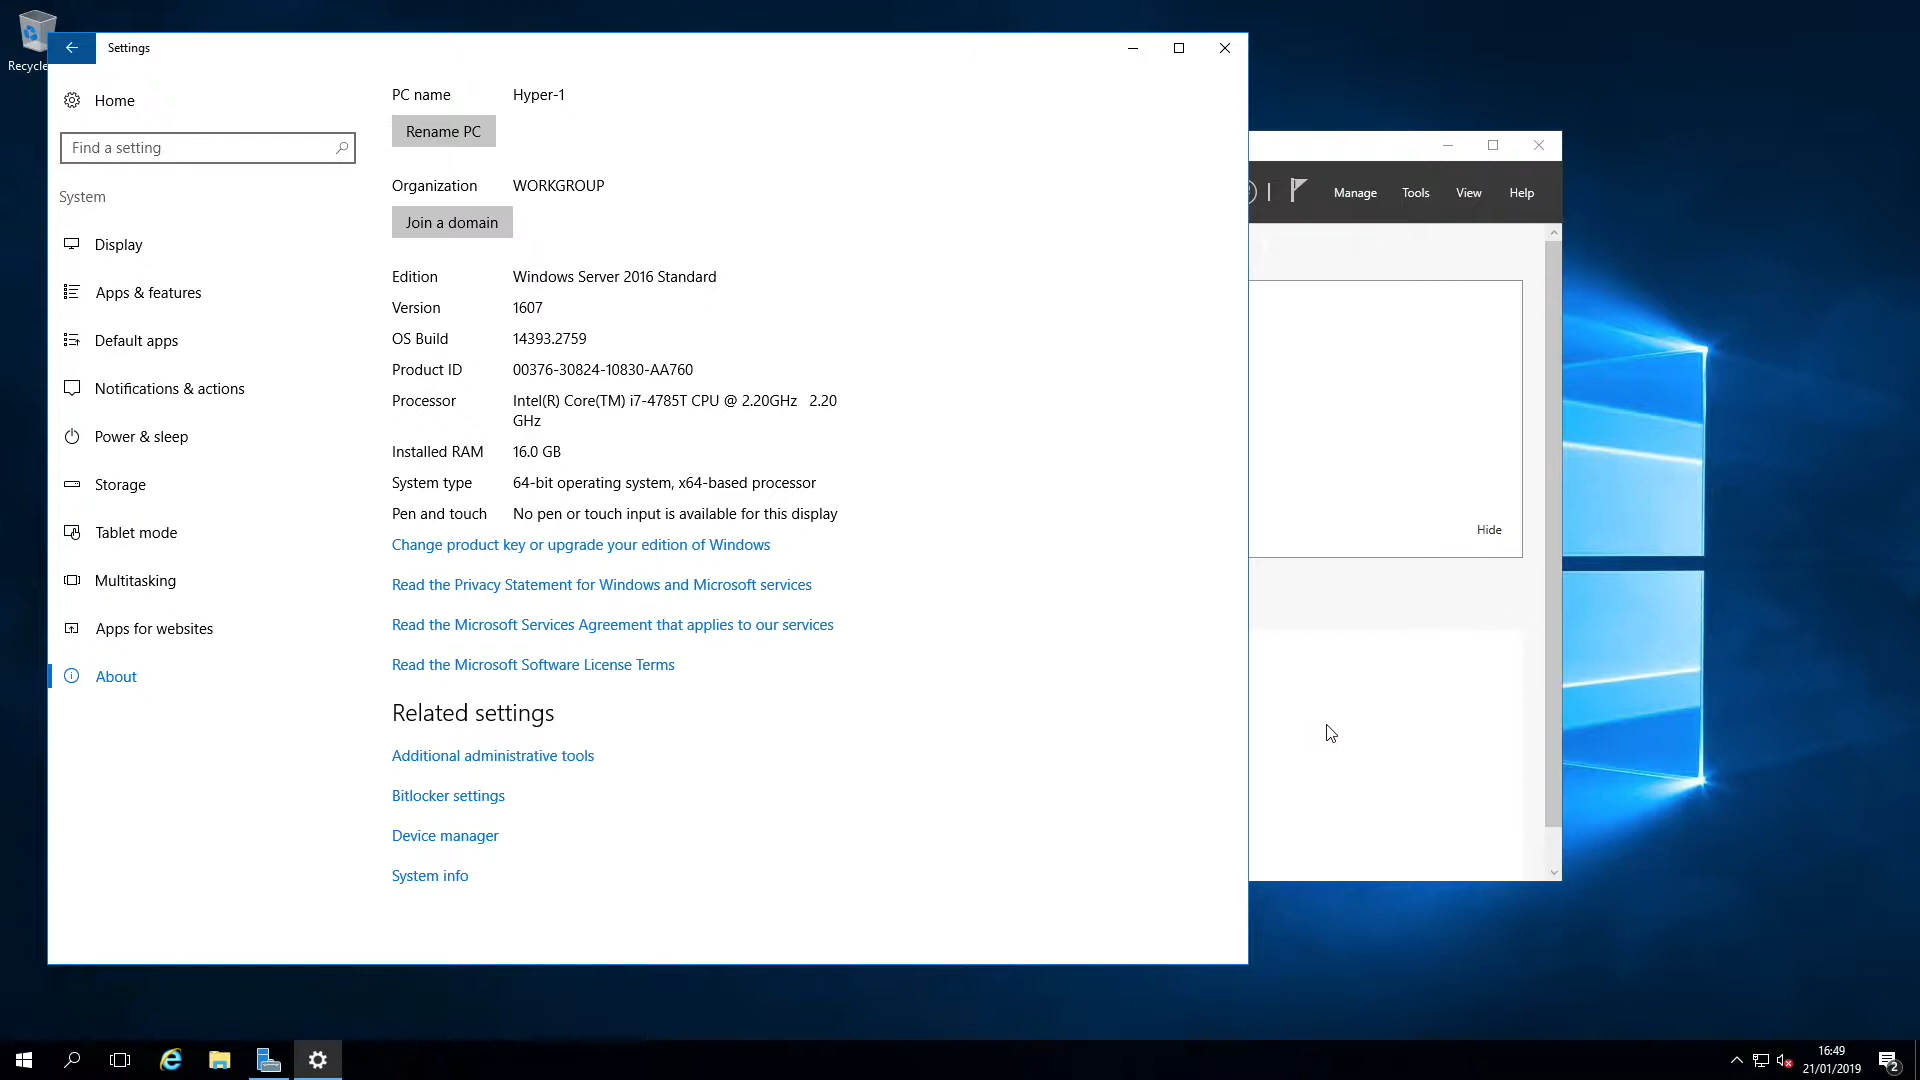 Recycle
Settings
Home
Find a setting
System
Display
Apps & features
Default apps
Notifications & actions
Power & sleep
Storage
Tablet mode
Multitasking
Apps for websites
About
PC name Hyper-1
Rename PC
Organization WORKGROUP
Join a domain
Edition Windows Server 2016 Standard
Version 1607
OS Build 14393.2759
Product ID 00376-30824-10830-AA760
Processor Intel(R) Core(TM) i7-4785T CPU @ 2.20GHz 2.20
GHz
Installed RAM 16.0 GB
System type 64-bit operating system, x64-based processor
Pen and touch No pen or touch input is available for this display
Change product key or upgrade your edition of Windows
Read the Privacy Statement for Windows and Microsoft services
Read the Microsoft Services Agreement that applies to our services
Read the Microsoft Software License Terms
Related settings
Additional administrative tools
Bitlocker settings
Device manager
System info
Manage Tools View Help
Hide
16:49
21/01/2019
2